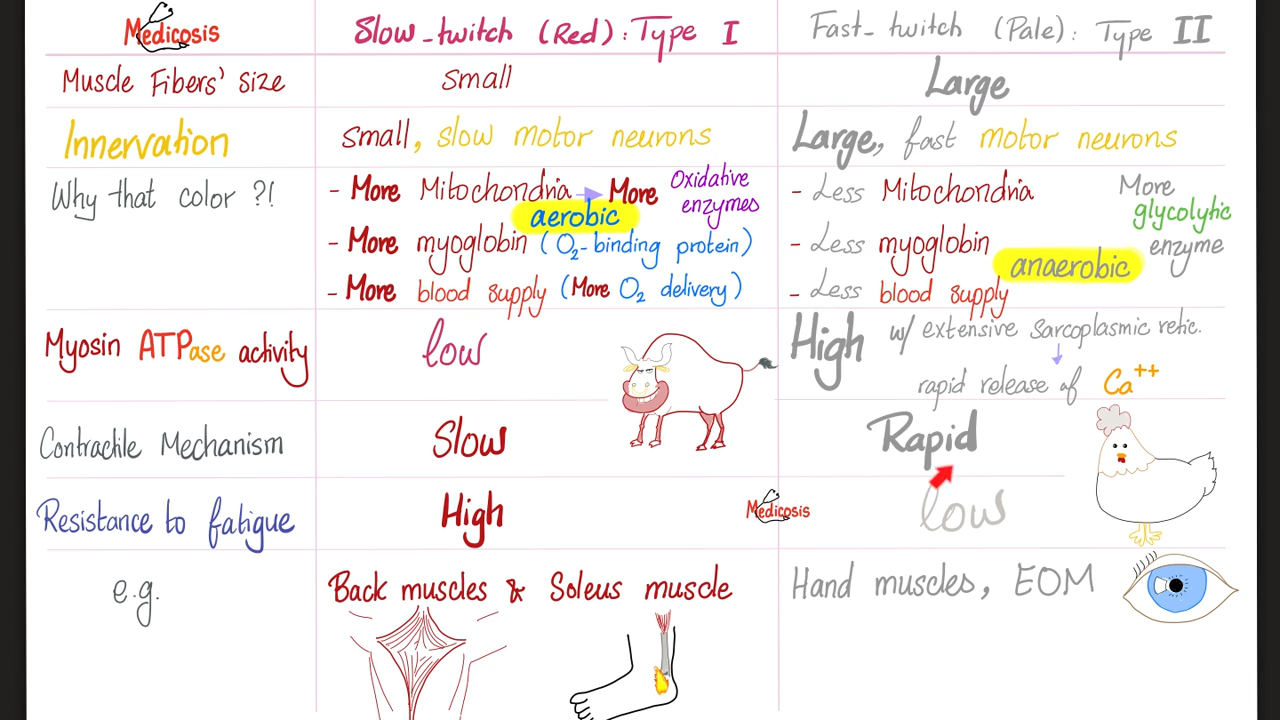 Medicosis
Slow-twitch (Red): Type I
Fast-twitch (Pale): Type II
Muscle Fibers' size
small
Large
Innervation
small, slow motor neurons
Large, fast motor neurons
Why that color ?!
- More Mitochondria → More Oxidative enzymes
aerobic
- More myoglobin (O₂-binding protein)
- More blood supply (More O₂ delivery)
- Less Mitochondria
More glycolytic enzyme
- Less myoglobin
anaerobic
- Less blood supply
Myosin ATPase activity
low
High w/ extensive Sarcoplasmic retic.
↓
rapid release of Ca⁺⁺
Contractile Mechanism
Slow
Rapid
Resistance to fatigue
High
Medicosis
low
e.g.
Back muscles & Soleus muscle
Hand muscles, EOM